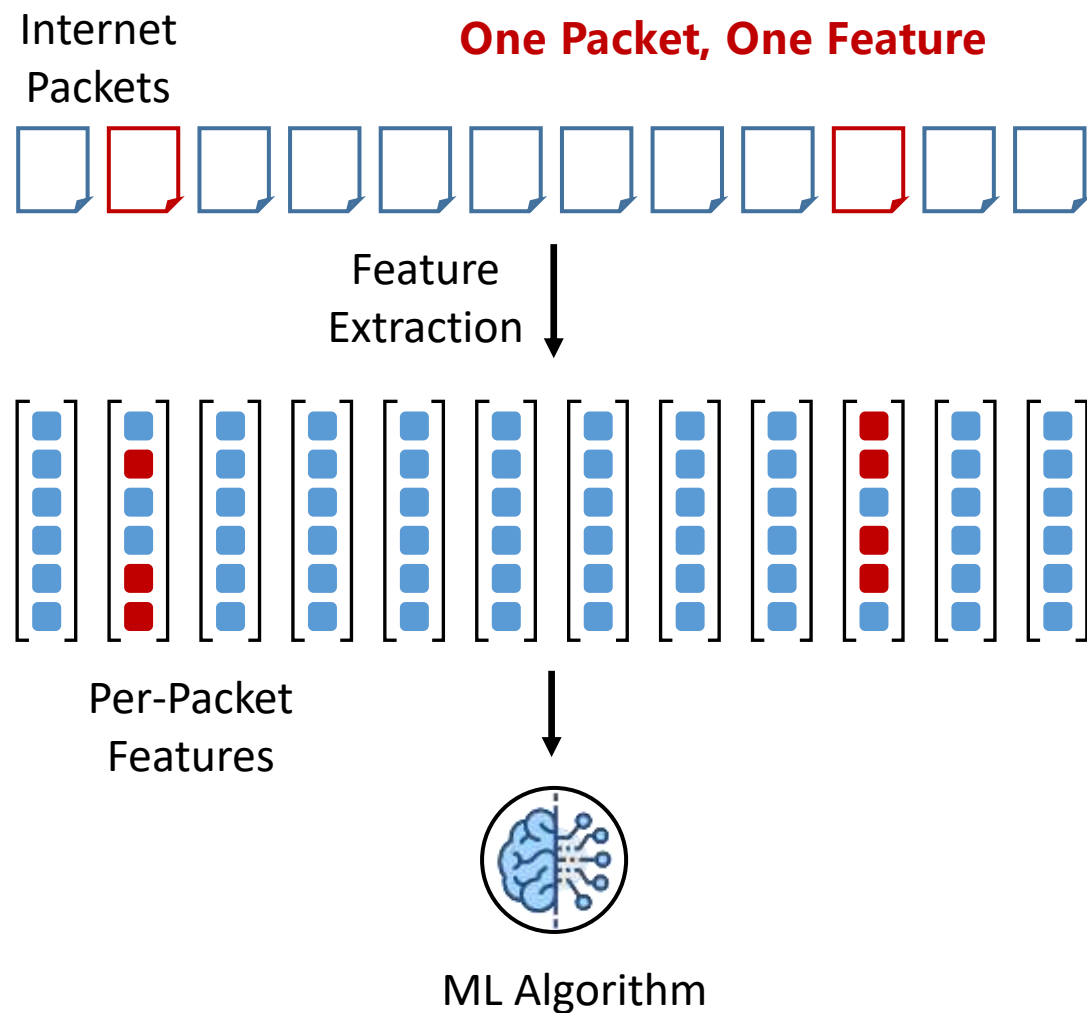 Internet
Packets
One Packet, One Feature
Feature
Extraction
Per-Packet
Features
ML Algorithm